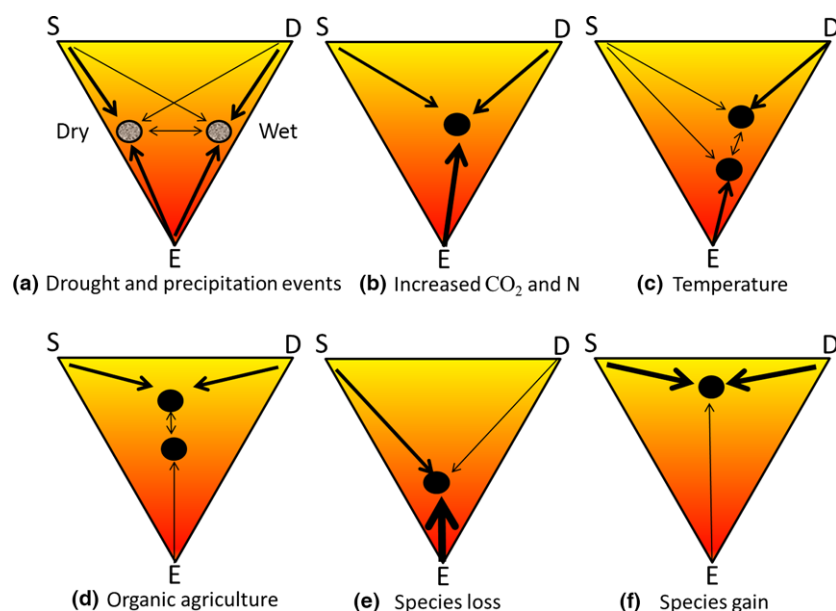 S D S D S D
Dry Wet
E E E
(a) Drought and precipitation events (b) Increased CO₂ and N (c) Temperature
S D S D S D
E E E
(d) Organic agriculture (e) Species loss (f) Species gain